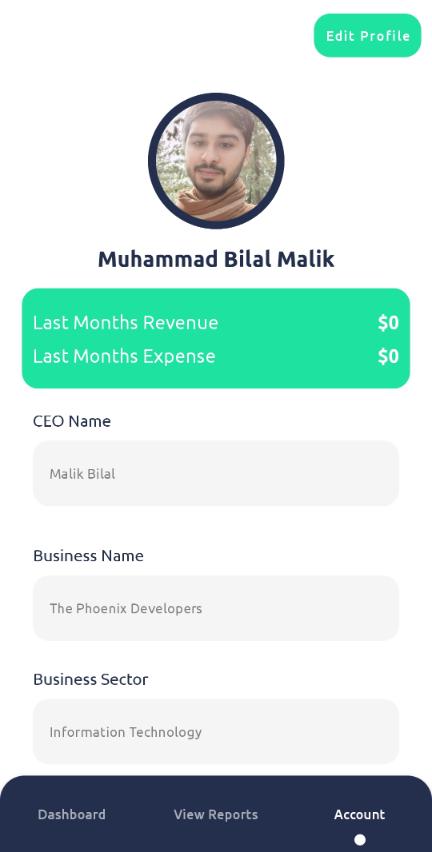 Edit Profile
Muhammad Bilal Malik
Last Months Revenue $0
Last Months Expense $0
CEO Name
Malik Bilal
Business Name
The Phoenix Developers
Business Sector
Information Technology
Dashboard View Reports Account